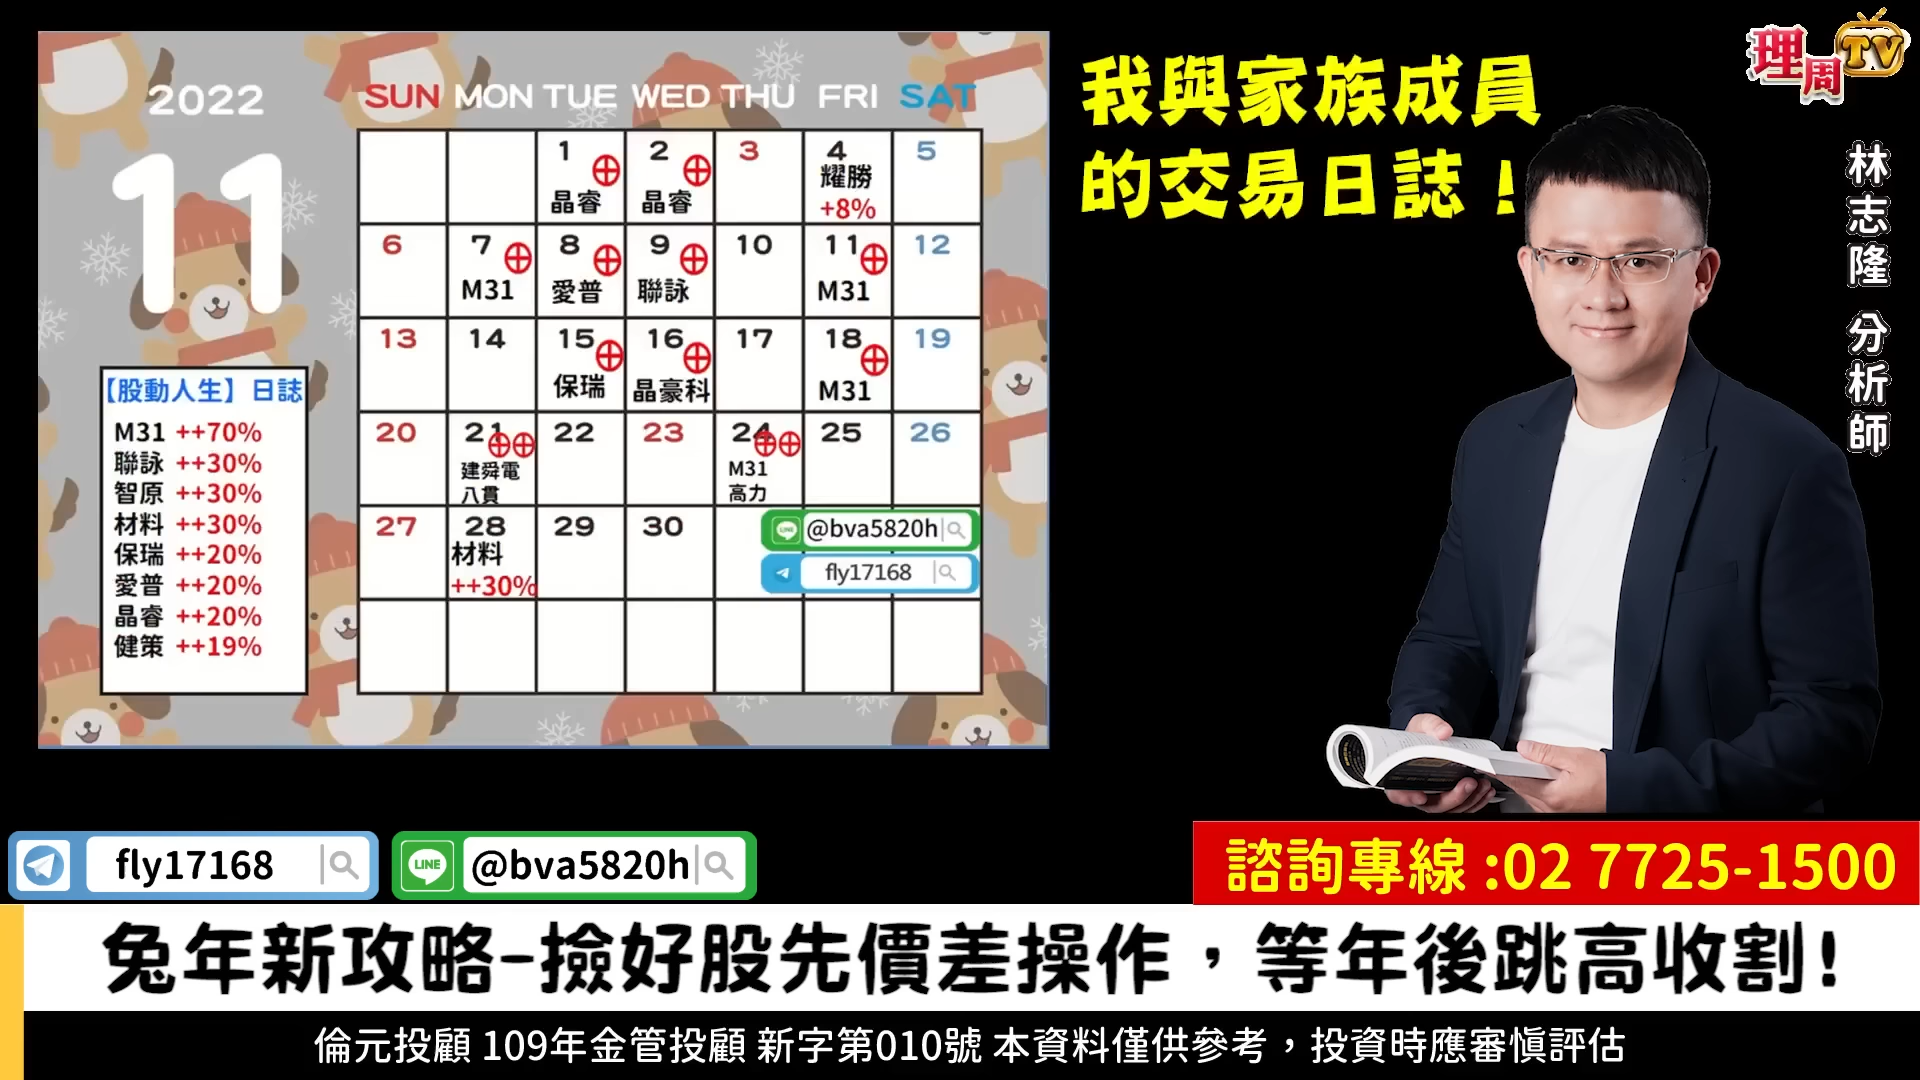 2022
11
SUN MON TUE WED THU FRI SAT
1 2 3 4 5
晶睿 晶睿 耀勝
+8%
6 7 8 9 10 11 12
M31 愛普 聯詠 M31
13 14 15 16 17 18 19
保瑞 晶豪科 M31
20 21 22 23 24 25 26
建舜電 M31
八貫 高力
27 28 29 30
材料
++30%
@bva5820h
fly17168
【股動人生】日誌
M31 ++70%
聯詠 ++30%
智原 ++30%
材料 ++30%
保瑞 ++20%
愛普 ++20%
晶睿 ++20%
健策 ++19%
我與家族成員
的交易日誌！
理周TV
林志隆 分析師
fly17168
LINE @bva5820h
諮詢專線:02 7725-1500
兔年新攻略-撿好股先價差操作，等年後跳高收割!
倫元投顧 109年金管投顧 新字第010號 本資料僅供參考，投資時應審慎評估